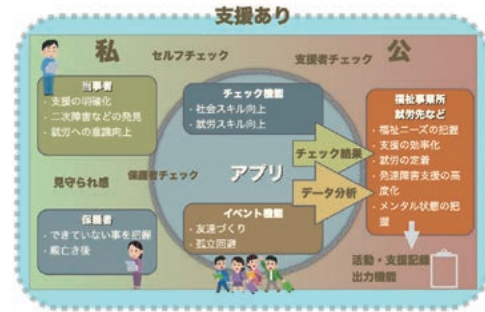 支援あり
私
セルフチェック
支援者チェック
公
当事者
・支援の明確化
・二次障害などの発見
・就労への意識向上
チェック機能
・社会スキル向上
・就労スキル向上
福祉事業所
就労先など
・福祉ニーズの把握
・支援の効率化
・就労の定着
・発達障害支援の高
度化
・メンタル状態の把
握
チェック結果
見守られ感
保護者チェック
アプリ
データ分析
保護者
・できていない事を把握
・親亡き後
イベント機能
・友達づくり
・孤立回避
活動・支援記録
出力機能